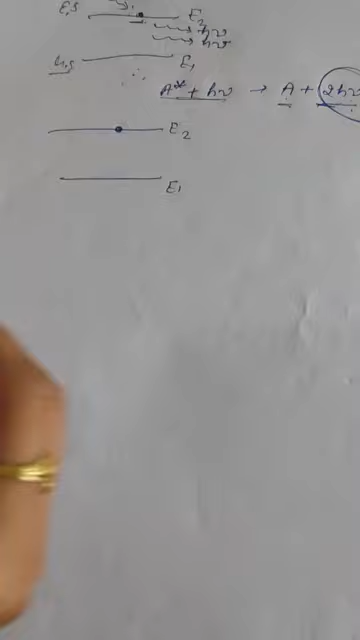 E.S E₂
hν
hν
G.S E₁
∴ A* + hν → A + 2hν
E₂
E₁